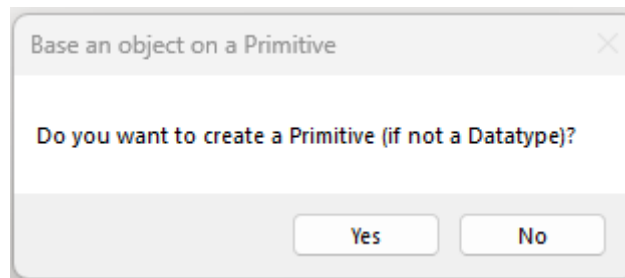 Base an object on a Primitive
Do you want to create a Primitive (if not a Datatype)?
Yes No